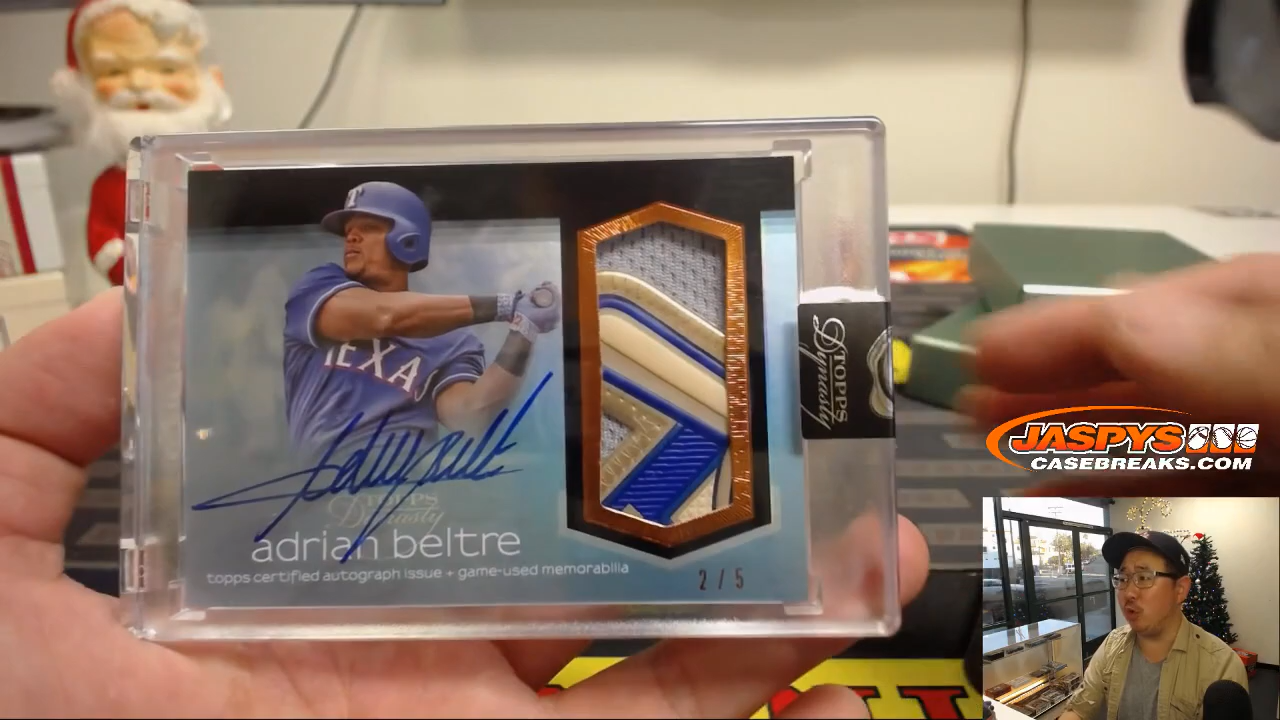 T
TEXAS
TOPPS
Dynasty
adrian beltre
topps certified autograph issue + game-used memorabilia
2 / 5
TOPPS
Dynasty
JASPYS
CASEBREAKS.COM